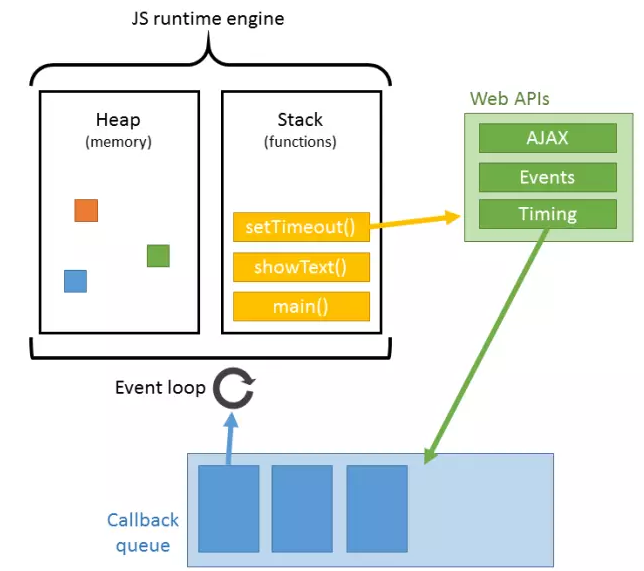 JS runtime engine
Heap
(memory)
Stack
(functions)
setTimeout()
showText()
main()
Web APIs
AJAX
Events
Timing
Event loop
Callback
queue